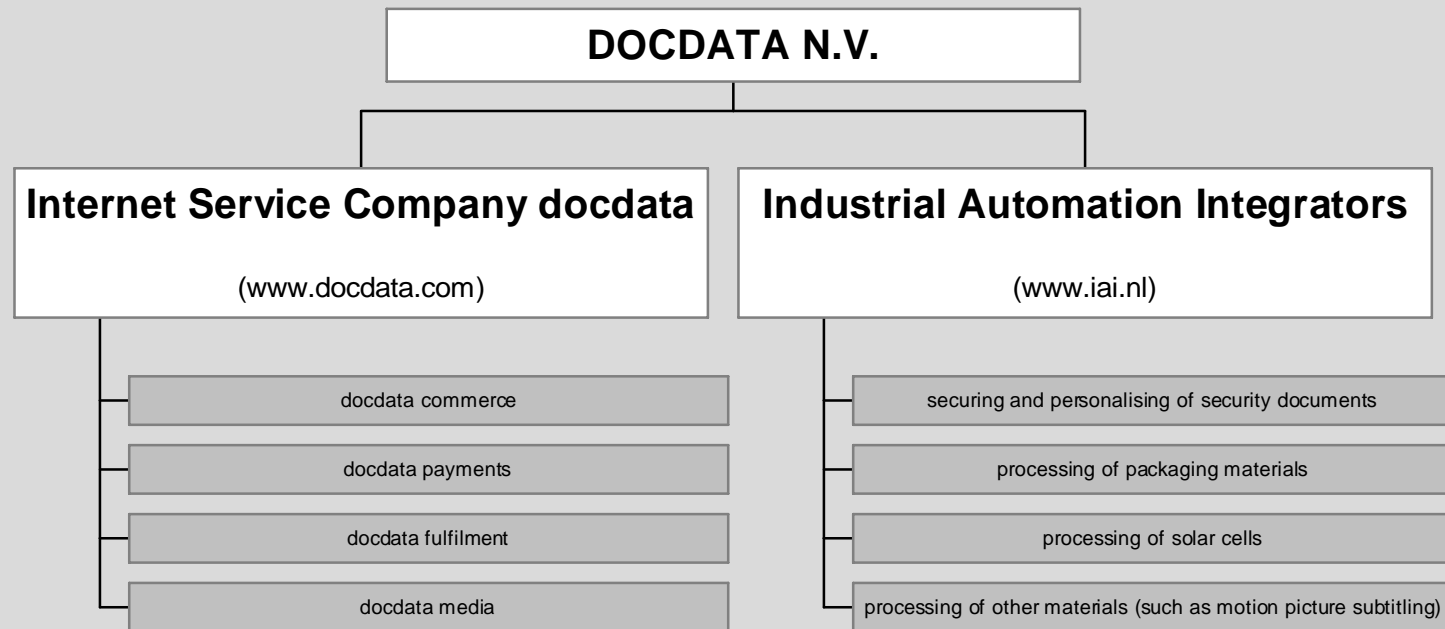 DOCDATA N.V.
Internet Service Company docdata
(www.docdata.com)
docdata commerce
docdata payments
docdata fulfilment
docdata media
Industrial Automation Integrators
(www.iai.nl)
securing and personalising of security documents
processing of packaging materials
processing of solar cells
processing of other materials (such as motion picture subtitling)